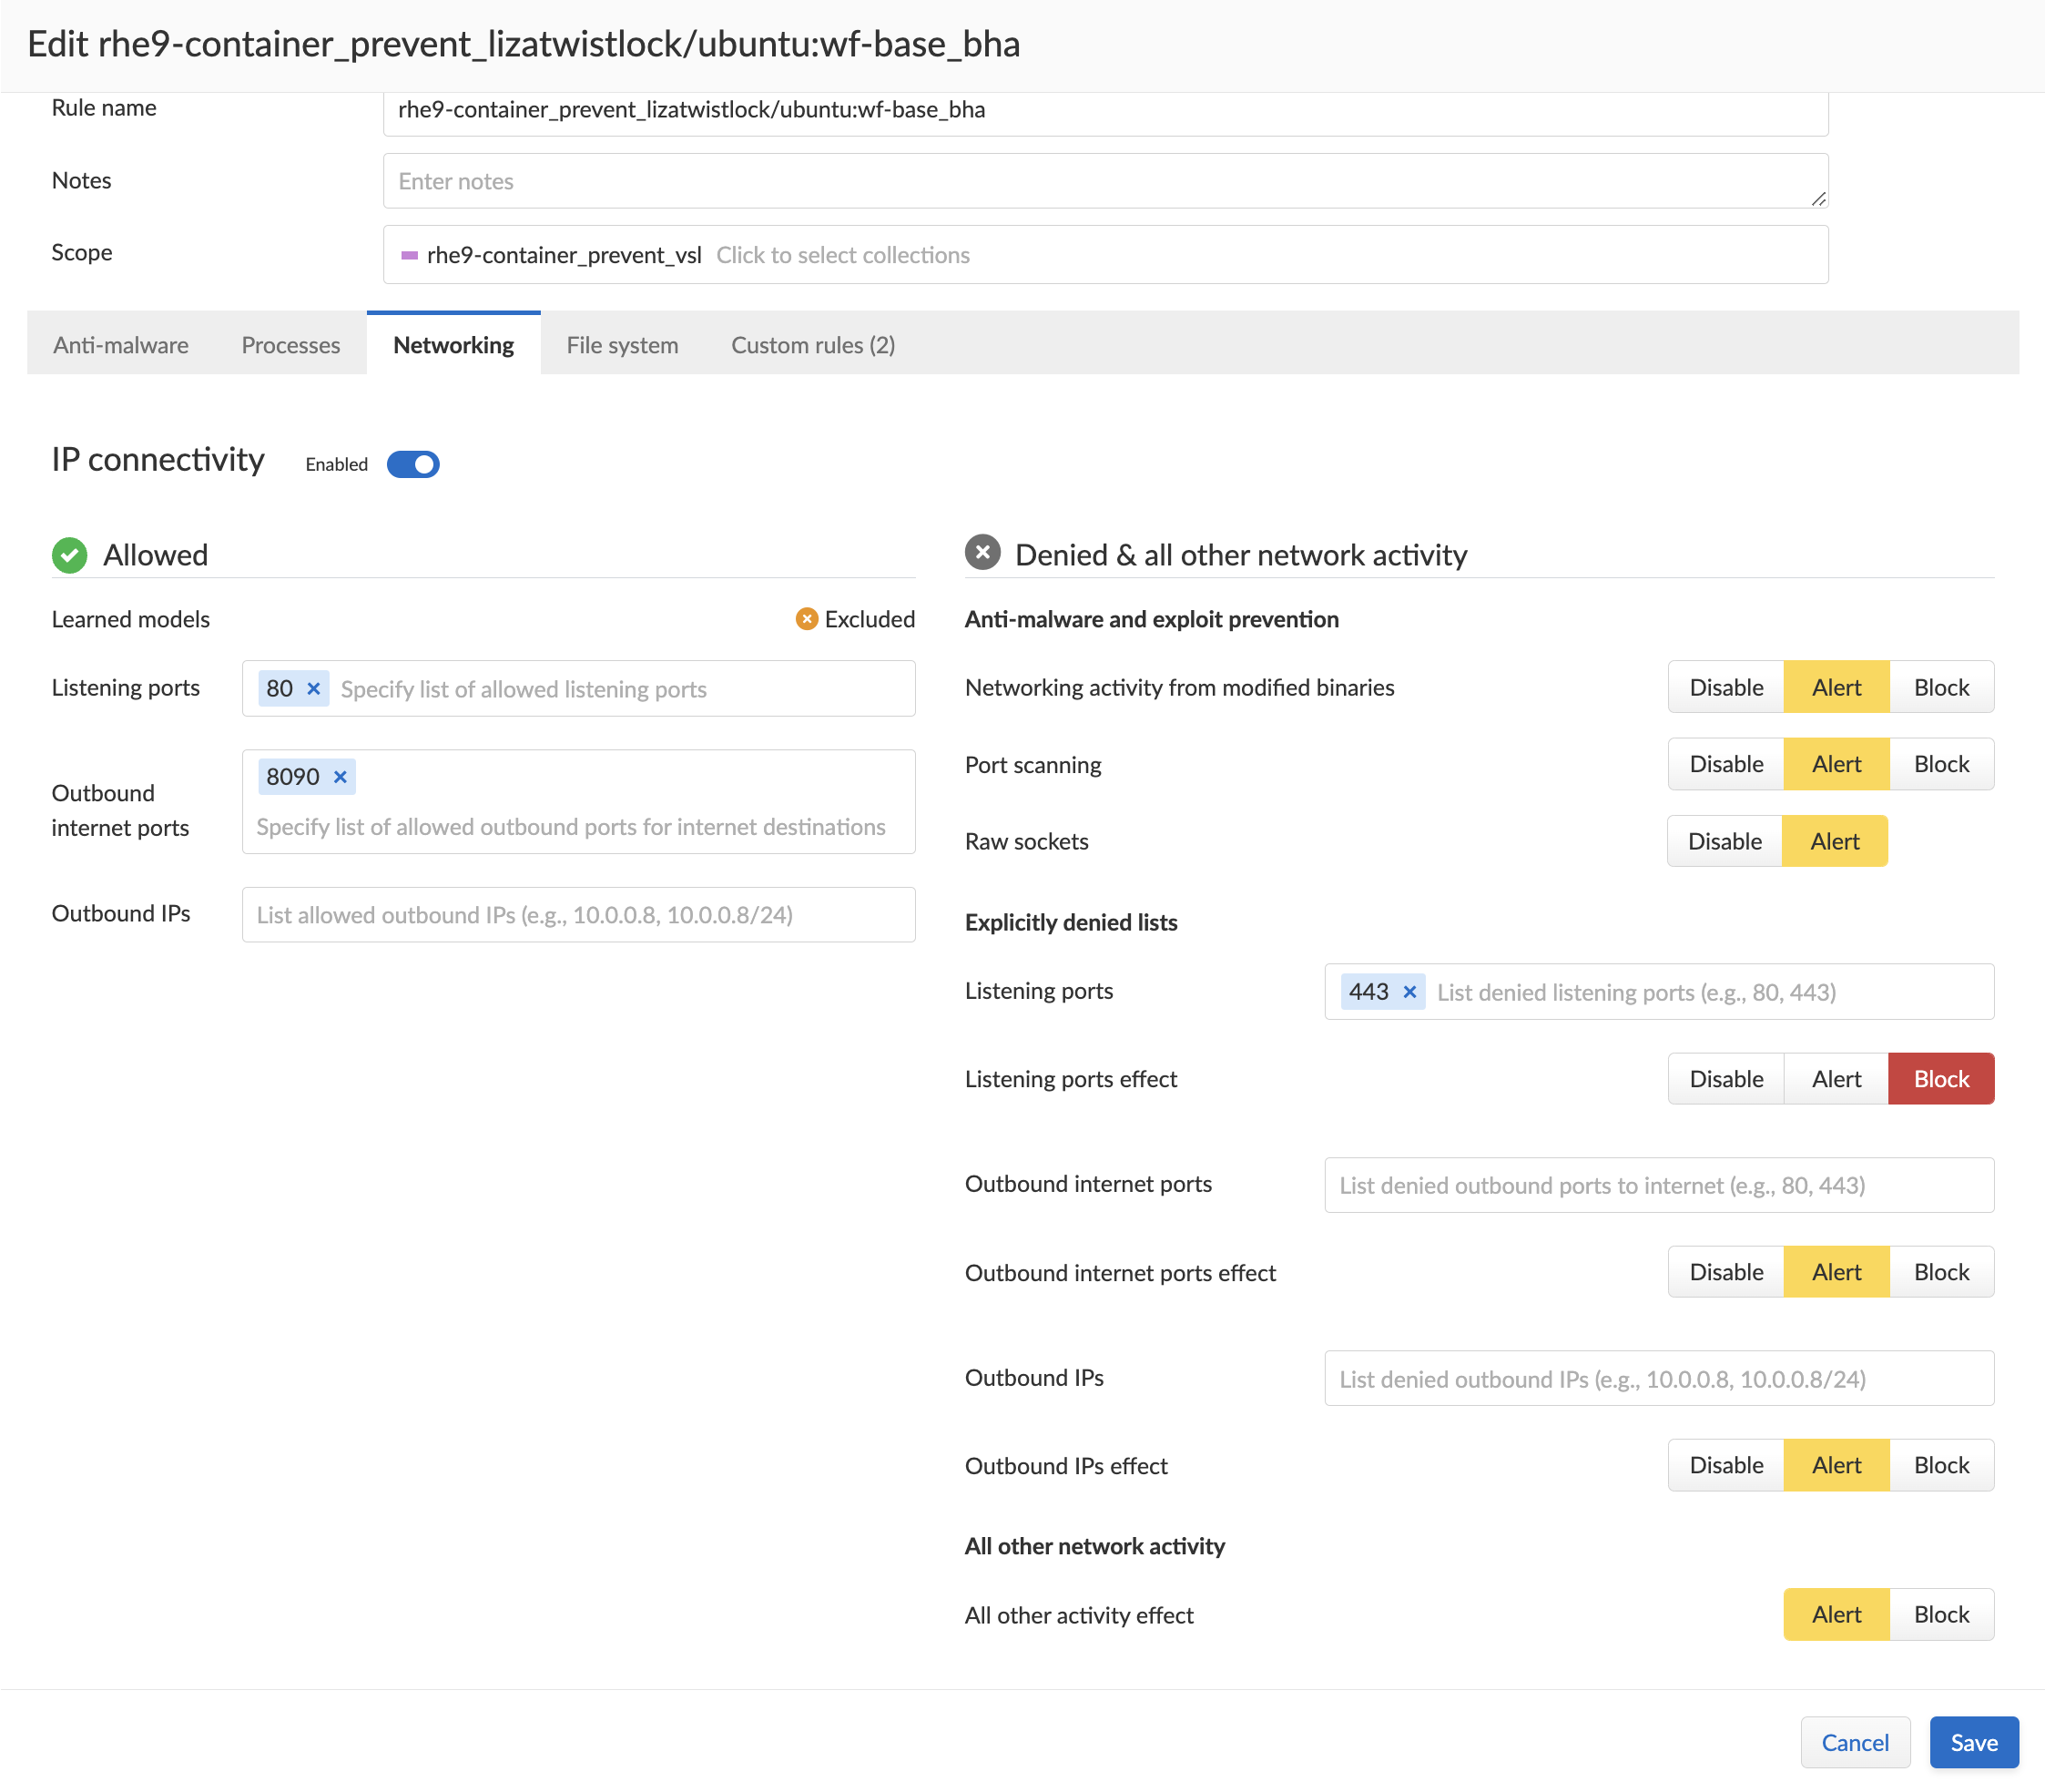 Edit rhe9-container_prevent_lizatwistlock/ubuntu:wf-base_bha
Rule name
rhe9-container_prevent_lizatwistlock/ubuntu:wf-base_bha
Notes
Enter notes
Scope
rhe9-container_prevent_vsl Click to select collections
Anti-malware Processes Networking File system Custom rules (2)
IP connectivity Enabled
Allowed
Learned models Excluded
Listening ports 80 Specify list of allowed listening ports
Outbound internet ports
8090
Specify list of allowed outbound ports for internet destinations
Outbound IPs List allowed outbound IPs (e.g., 10.0.0.8, 10.0.0.8/24)
Denied & all other network activity
Anti-malware and exploit prevention
Networking activity from modified binaries Disable Alert Block
Port scanning Disable Alert Block
Raw sockets Disable Alert
Explicitly denied lists
Listening ports 443 List denied listening ports (e.g., 80, 443)
Listening ports effect Disable Alert Block
Outbound internet ports List denied outbound ports to internet (e.g., 80, 443)
Outbound internet ports effect Disable Alert Block
Outbound IPs List denied outbound IPs (e.g., 10.0.0.8, 10.0.0.8/24)
Outbound IPs effect Disable Alert Block
All other network activity
All other activity effect Alert Block
Cancel Save